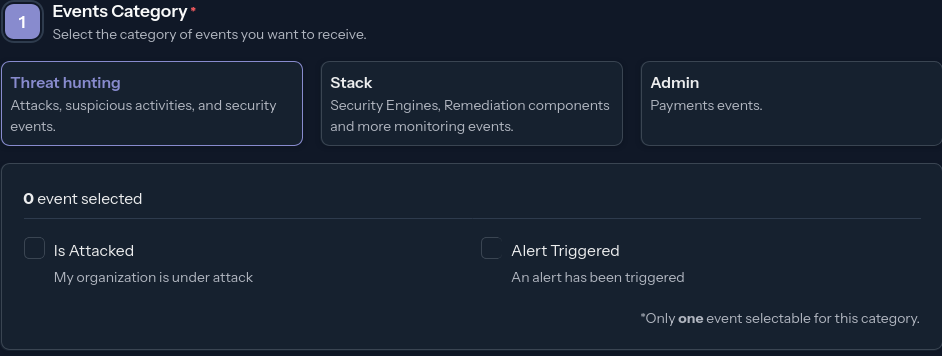 1
Events Category *
Select the category of events you want to receive.
Threat hunting
Attacks, suspicious activities, and security
events.
Stack
Security Engines, Remediation components
and more monitoring events.
Admin
Payments events.
0 event selected
Is Attacked
My organization is under attack
Alert Triggered
An alert has been triggered
*Only one event selectable for this category.